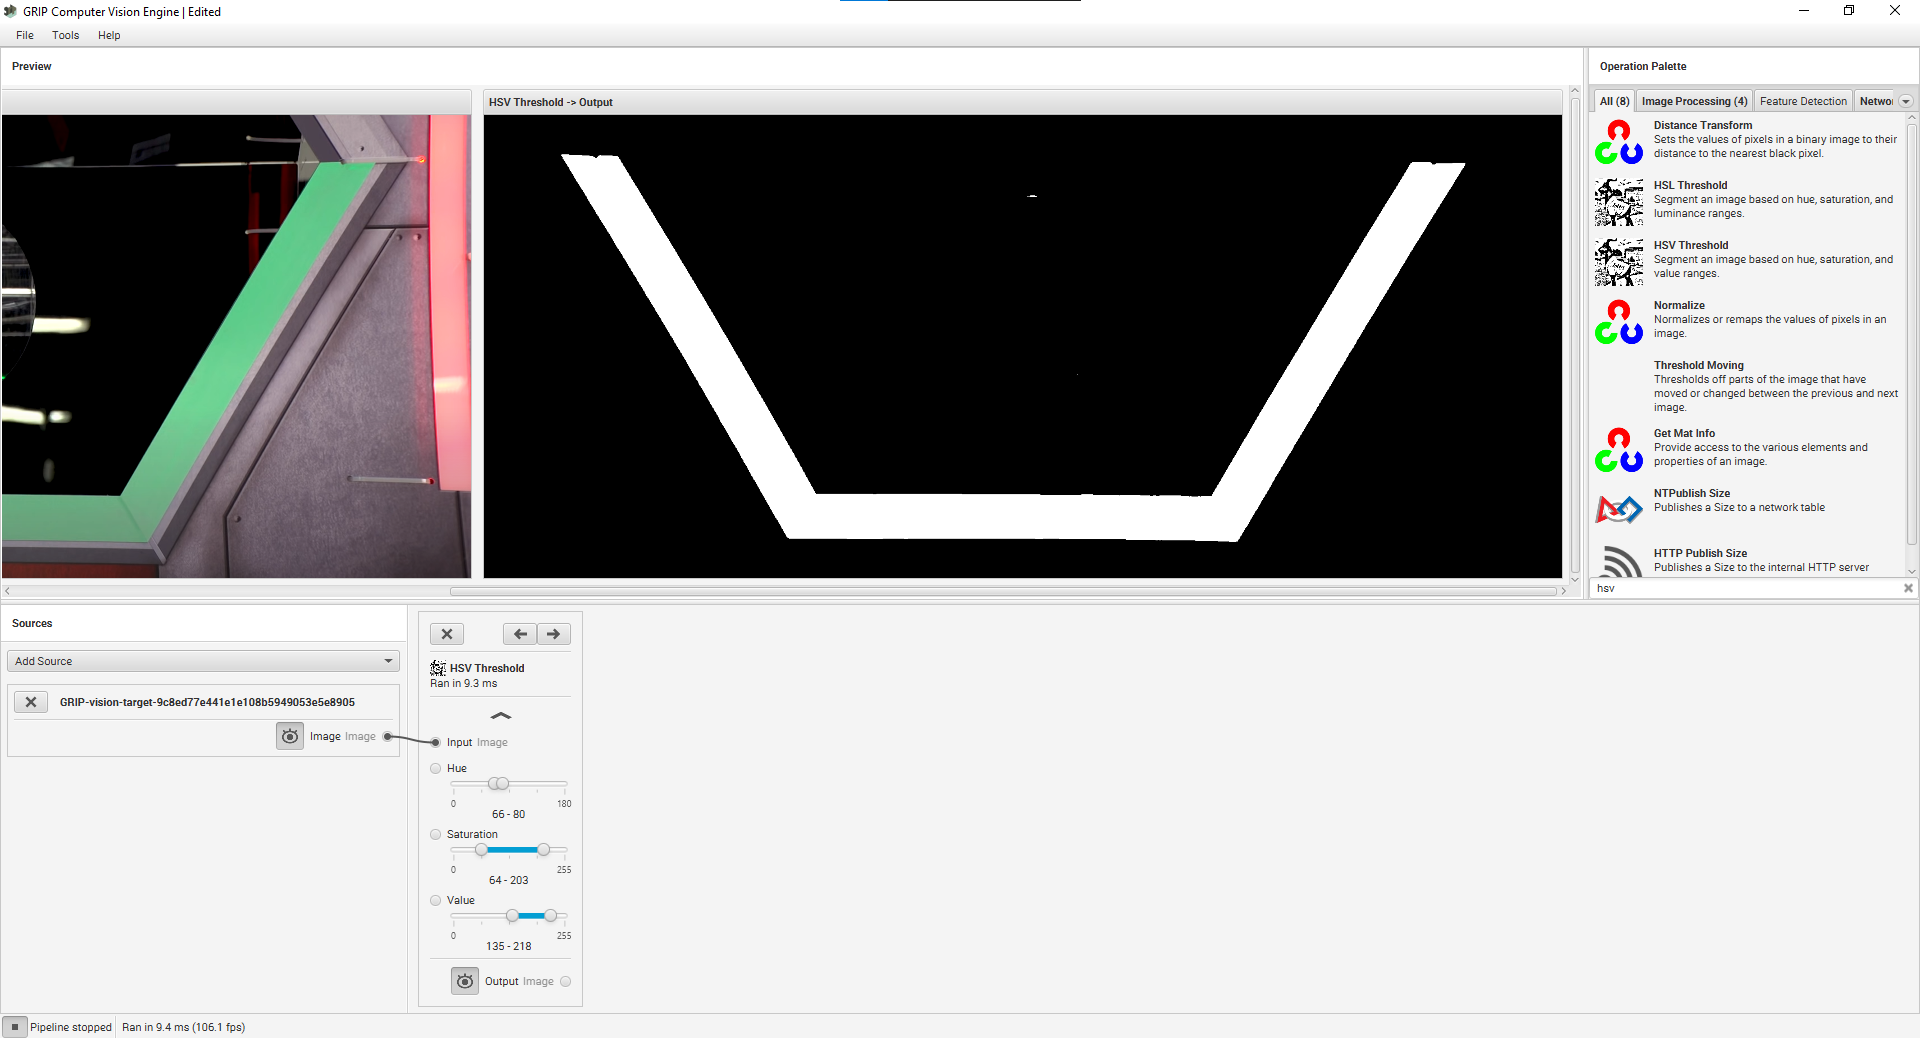 GRIP Computer Vision Engine | Edited
File Tools Help
Preview
HSV Threshold -> Output
Operation Palette
All (8) Image Processing (4) Feature Detection Netwo
Distance Transform
Sets the values of pixels in a binary image to their
distance to the nearest black pixel.
HSL Threshold
Segment an image based on hue, saturation, and
luminance ranges.
HSV Threshold
Segment an image based on hue, saturation, and
value ranges.
Normalize
Normalizes or remaps the values of pixels in an
image.
Threshold Moving
Thresholds off parts of the image that have
moved or changed between the previous and next
image.
Get Mat Info
Provide access to the various elements and
properties of an image.
NTPublish Size
Publishes a Size to a network table
HTTP Publish Size
Publishes a Size to the internal HTTP server
hsv
Sources
Add Source
GRIP-vision-target-9c8ed77e441e1e108b5949053e5e8905
Image Image
HSV Threshold
Ran in 9.3 ms
Input Image
Hue
0 180
66 - 80
Saturation
0 255
64 - 203
Value
0 255
135 - 218
Output Image
Pipeline stopped Ran in 9.4 ms (106.1 fps)